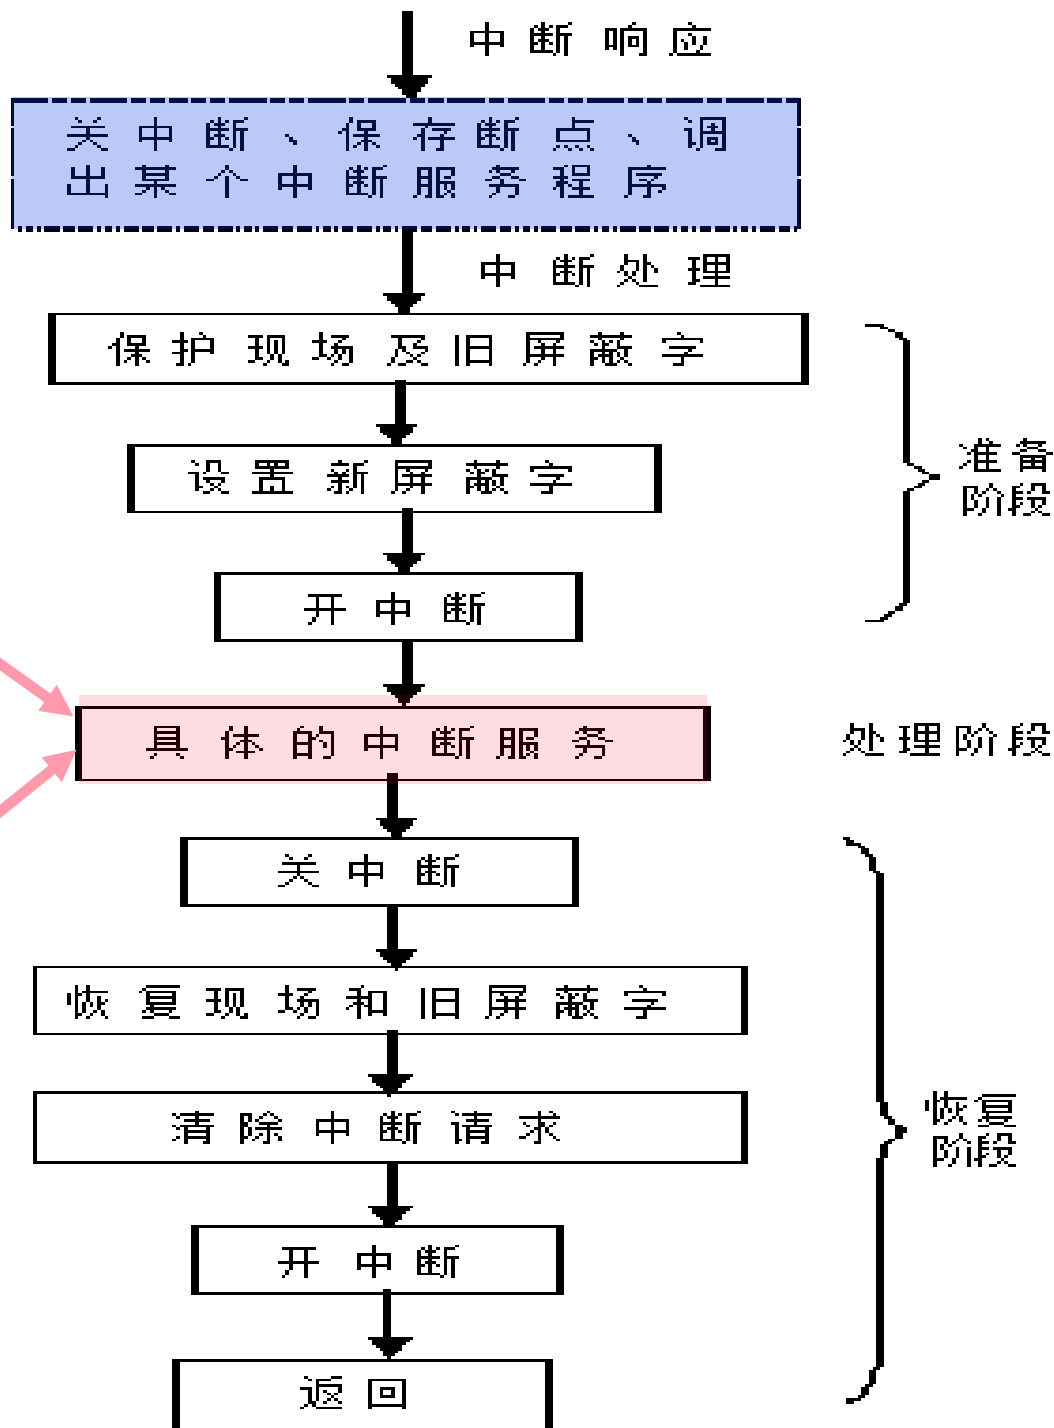 中断响应
关中断、保存断点、调
出某个中断服务程序
中断处理
保护现场及旧屏蔽字
设置新屏蔽字
准备
阶段
开中断
具体的中断服务
处理阶段
关中断
恢复现场和旧屏蔽字
清除中断请求
恢复
阶段
开中断
返回